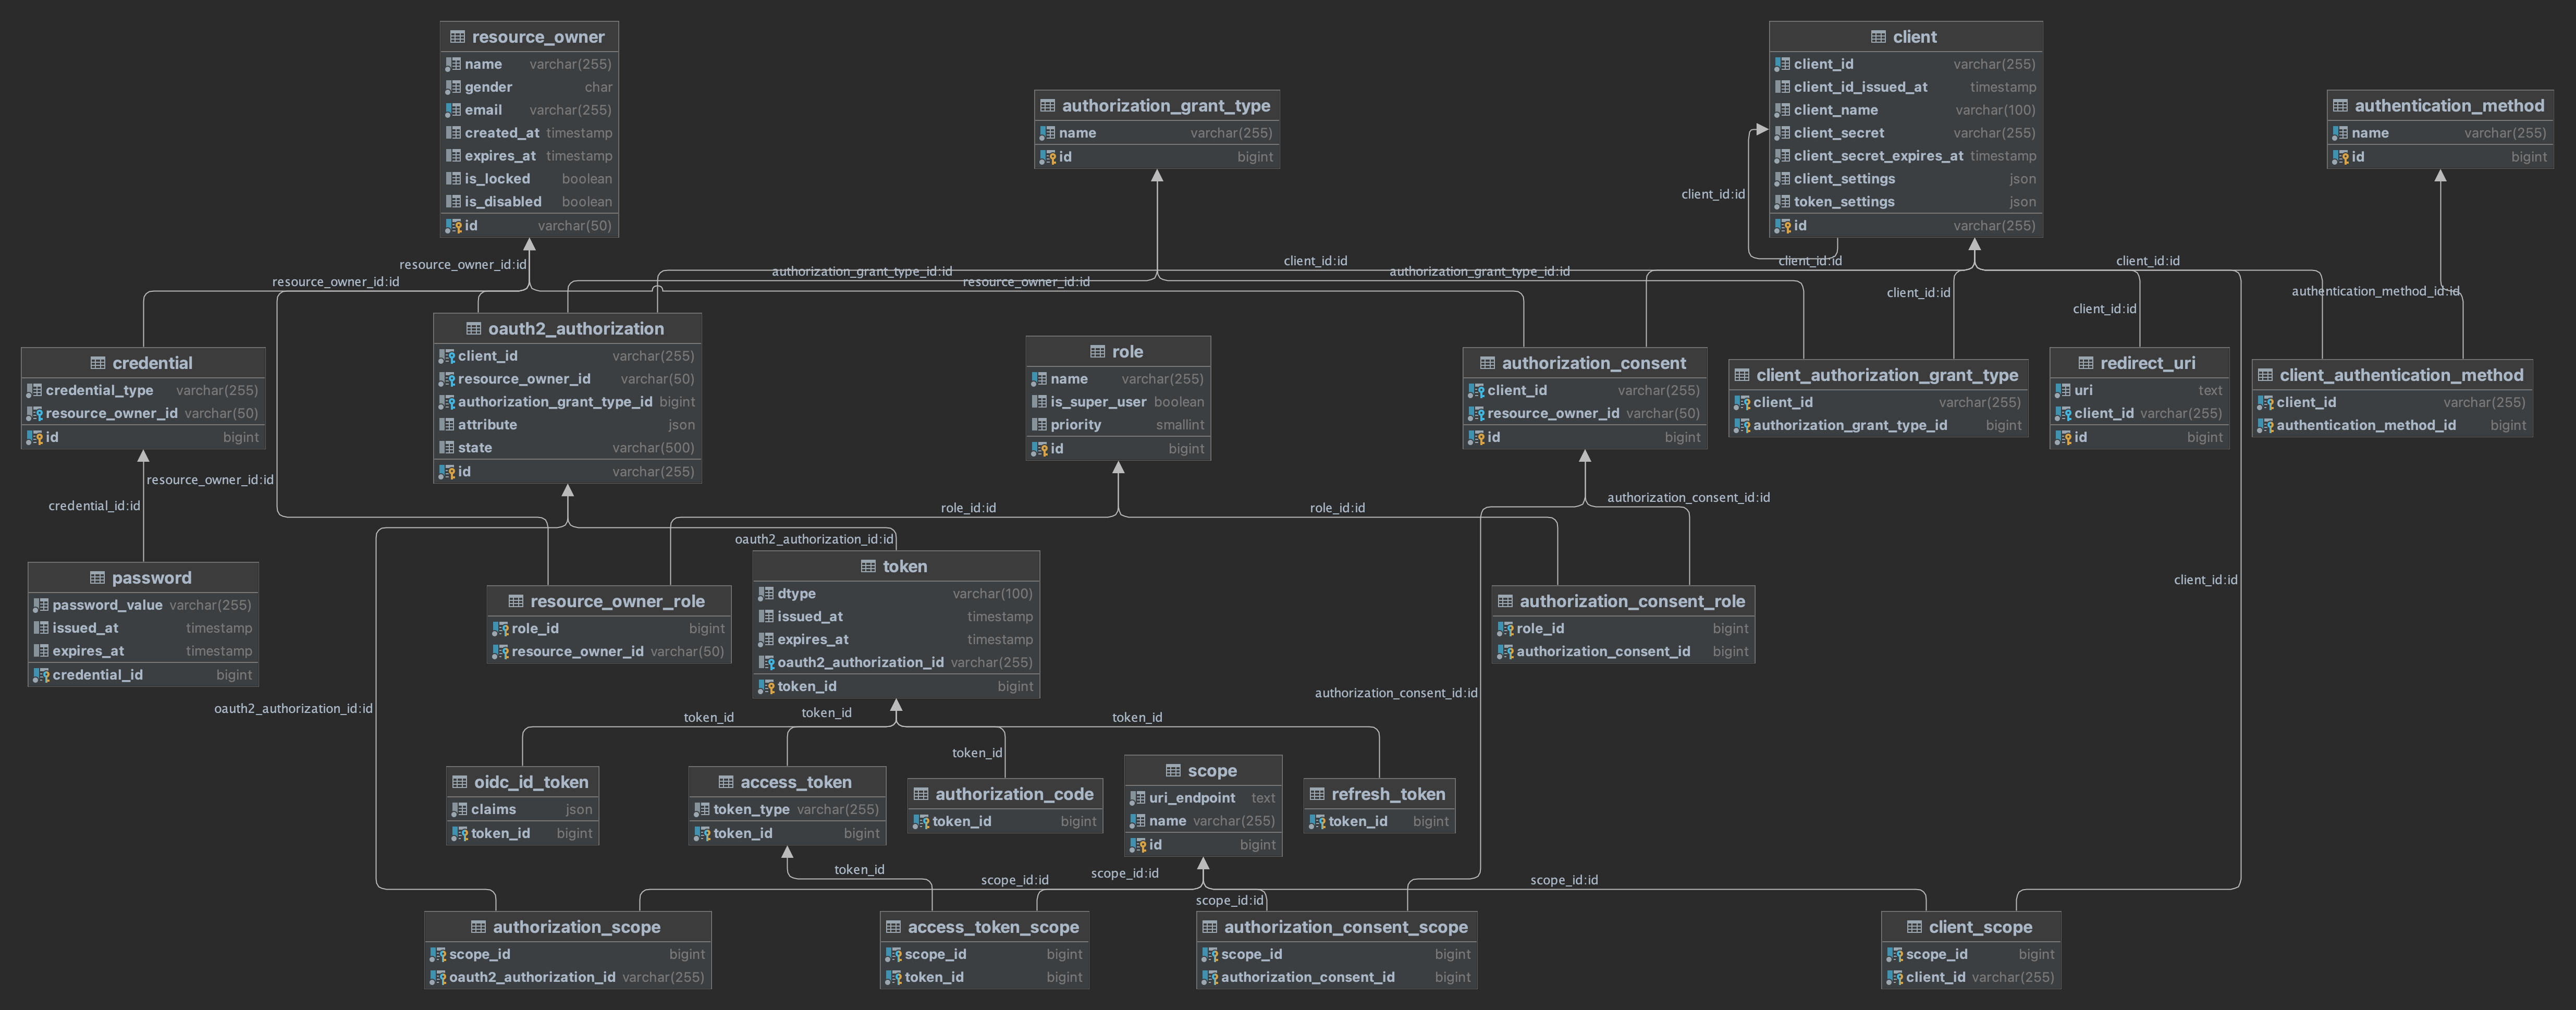 resource_owner
name varchar(255)
gender char
email varchar(255)
created_at timestamp
expires_at timestamp
is_locked boolean
is_disabled boolean
id varchar(50)
authorization_grant_type
name varchar(255)
id bigint
client
client_id varchar(255)
client_id_issued_at timestamp
client_name varchar(100)
client_secret varchar(255)
client_secret_expires_at timestamp
client_settings json
token_settings json
id varchar(255)
authentication_method
name varchar(255)
id bigint
client_id:id
resource_owner_id:id
resource_owner_id:id
authorization_grant_type_id:id
client_id:id
resource_owner_id:id
authorization_grant_type_id:id
client_id:id
client_id:id
client_id:id
client_id:id
authentication_method_id:id
credential
credential_type varchar(255)
resource_owner_id varchar(50)
id bigint
oauth2_authorization
client_id varchar(255)
resource_owner_id varchar(50)
authorization_grant_type_id bigint
attribute json
state varchar(500)
id varchar(255)
role
name varchar(255)
is_super_user boolean
priority smallint
id bigint
authorization_consent
client_id varchar(255)
resource_owner_id varchar(50)
id bigint
client_authorization_grant_type
client_id varchar(255)
authorization_grant_type_id bigint
redirect_uri
uri text
client_id varchar(255)
id bigint
client_authentication_method
client_id varchar(255)
authentication_method_id bigint
resource_owner_id:id
credential_id:id
role_id:id
role_id:id
authorization_consent_id:id
oauth2_authorization_id:id
password
password_value varchar(255)
issued_at timestamp
expires_at timestamp
credential_id bigint
resource_owner_role
role_id bigint
resource_owner_id varchar(50)
token
dtype varchar(100)
issued_at timestamp
expires_at timestamp
oauth2_authorization_id varchar(255)
token_id bigint
authorization_consent_role
role_id bigint
authorization_consent_id bigint
client_id:id
oauth2_authorization_id:id
authorization_consent_id:id
token_id
token_id
token_id
token_id
oidc_id_token
claims json
token_id bigint
access_token
token_type varchar(255)
token_id bigint
authorization_code
token_id bigint
scope
uri_endpoint text
name varchar(255)
id bigint
refresh_token
token_id bigint
token_id
scope_id:id
scope_id:id
scope_id:id
scope_id:id
authorization_scope
scope_id bigint
oauth2_authorization_id varchar(255)
access_token_scope
scope_id bigint
token_id bigint
authorization_consent_scope
scope_id bigint
authorization_consent_id bigint
client_scope
scope_id bigint
client_id varchar(255)